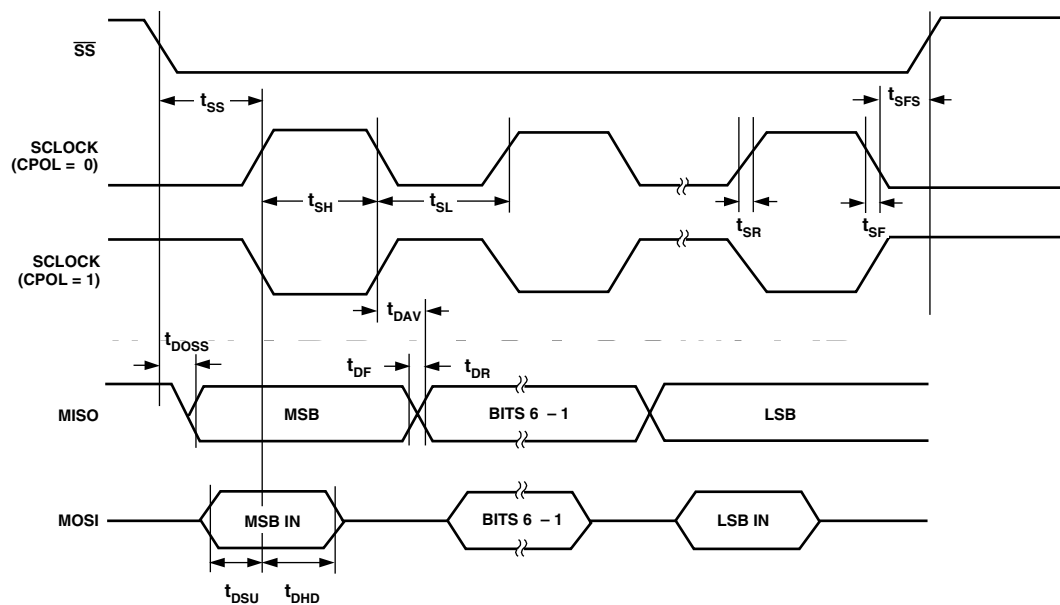 SS
tSS
tSFS
SCLOCK
(CPOL = 0)
tSH
tSL
tSR
tSF
SCLOCK
(CPOL = 1)
tDAV
tDOSS
tDF
tDR
MISO
MSB
BITS 6 – 1
LSB
MOSI
MSB IN
BITS 6 – 1
LSB IN
tDSU
tDHD